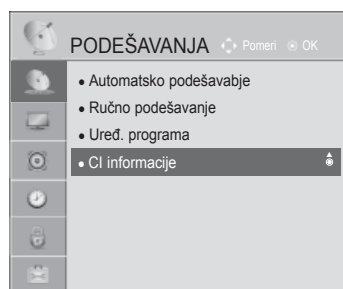 PODEŠAVANJA Pomeri OK
• Automatsko podešavabje
• Ručno podešavanje
• Uređ. programa
• CI informacije